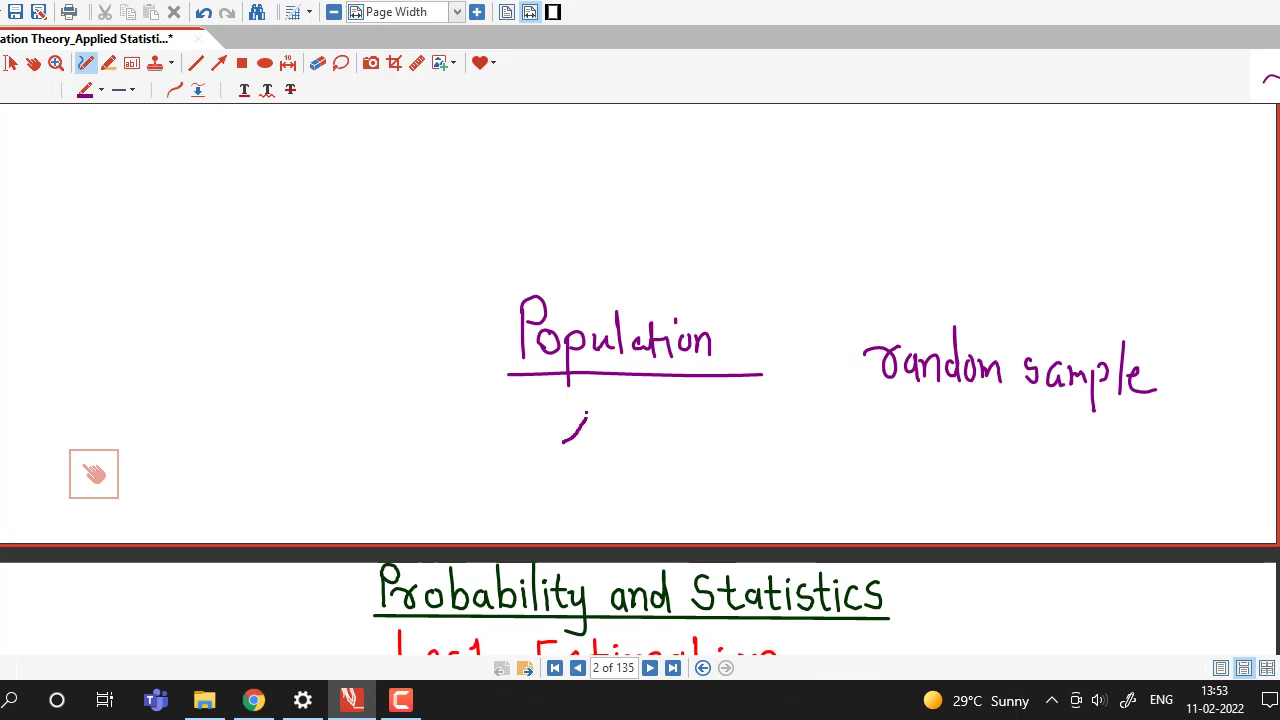 Page Width
ation Theory_Applied Statisti...*
Population
random sample
Probability and Statistics
2 of 135
29°C Sunny
ENG
13:53
11-02-2022